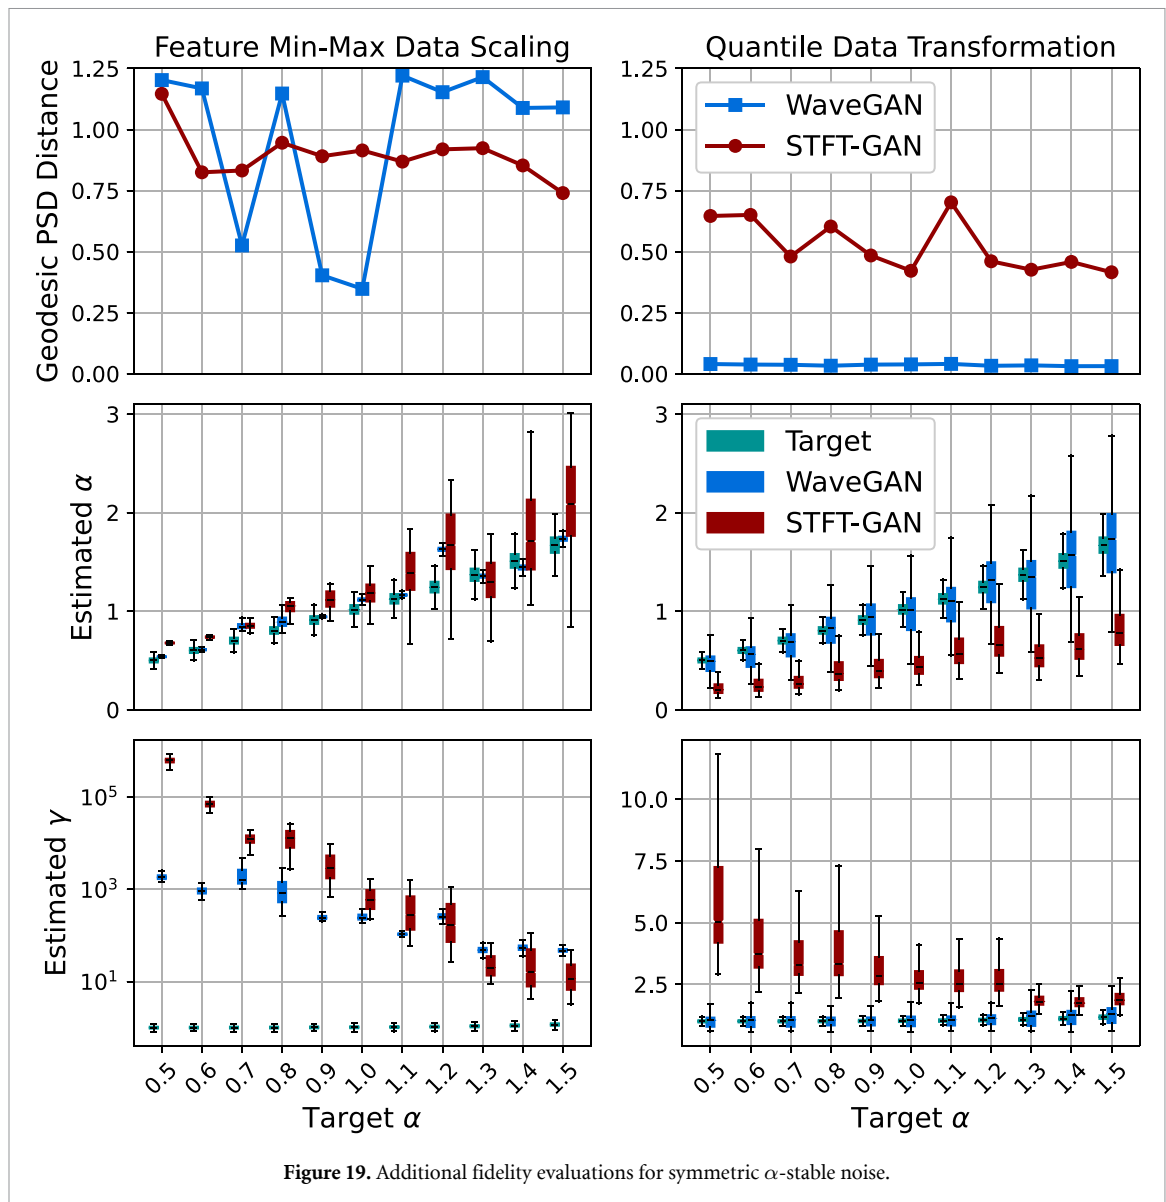 Feature Min-Max Data Scaling
Quantile Data Transformation
Geodesic PSD Distance
1.25
1.00
0.75
0.50
0.25
0.00
1.25
1.00
0.75
0.50
0.25
0.00
WaveGAN
STFT-GAN
Estimated α
3
2
1
0
3
2
1
0
Target
WaveGAN
STFT-GAN
Estimated γ
10⁵
10³
10¹
10.0
7.5
5.0
2.5
0.5 0.6 0.7 0.8 0.9 1.0 1.1 1.2 1.3 1.4 1.5
0.5 0.6 0.7 0.8 0.9 1.0 1.1 1.2 1.3 1.4 1.5
Target α
Target α
Figure 19. Additional fidelity evaluations for symmetric α-stable noise.